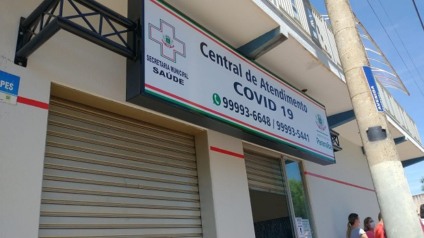 SECRETARIA MUNICIPAL
SAÚDE
Central de Atendimento
COVID 19
99993-6648 / 99993-5441